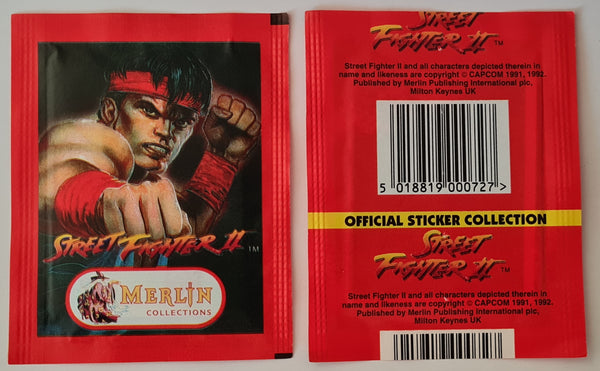 STREET FIGHTER II TM
MERLIN
COLLECTIONS
STREET
FIGHTER II TM
Street Fighter II and all characters depicted therein in
name and likeness are copyright © CAPCOM 1991, 1992.
Published by Merlin Publishing International plc,
Milton Keynes UK
5 018819 000727 >
OFFICIAL STICKER COLLECTION
STREET
FIGHTER II TM
Street Fighter II and all characters depicted therein in
name and likeness are copyright © CAPCOM 1991, 1992.
Published by Merlin Publishing International plc,
Milton Keynes UK